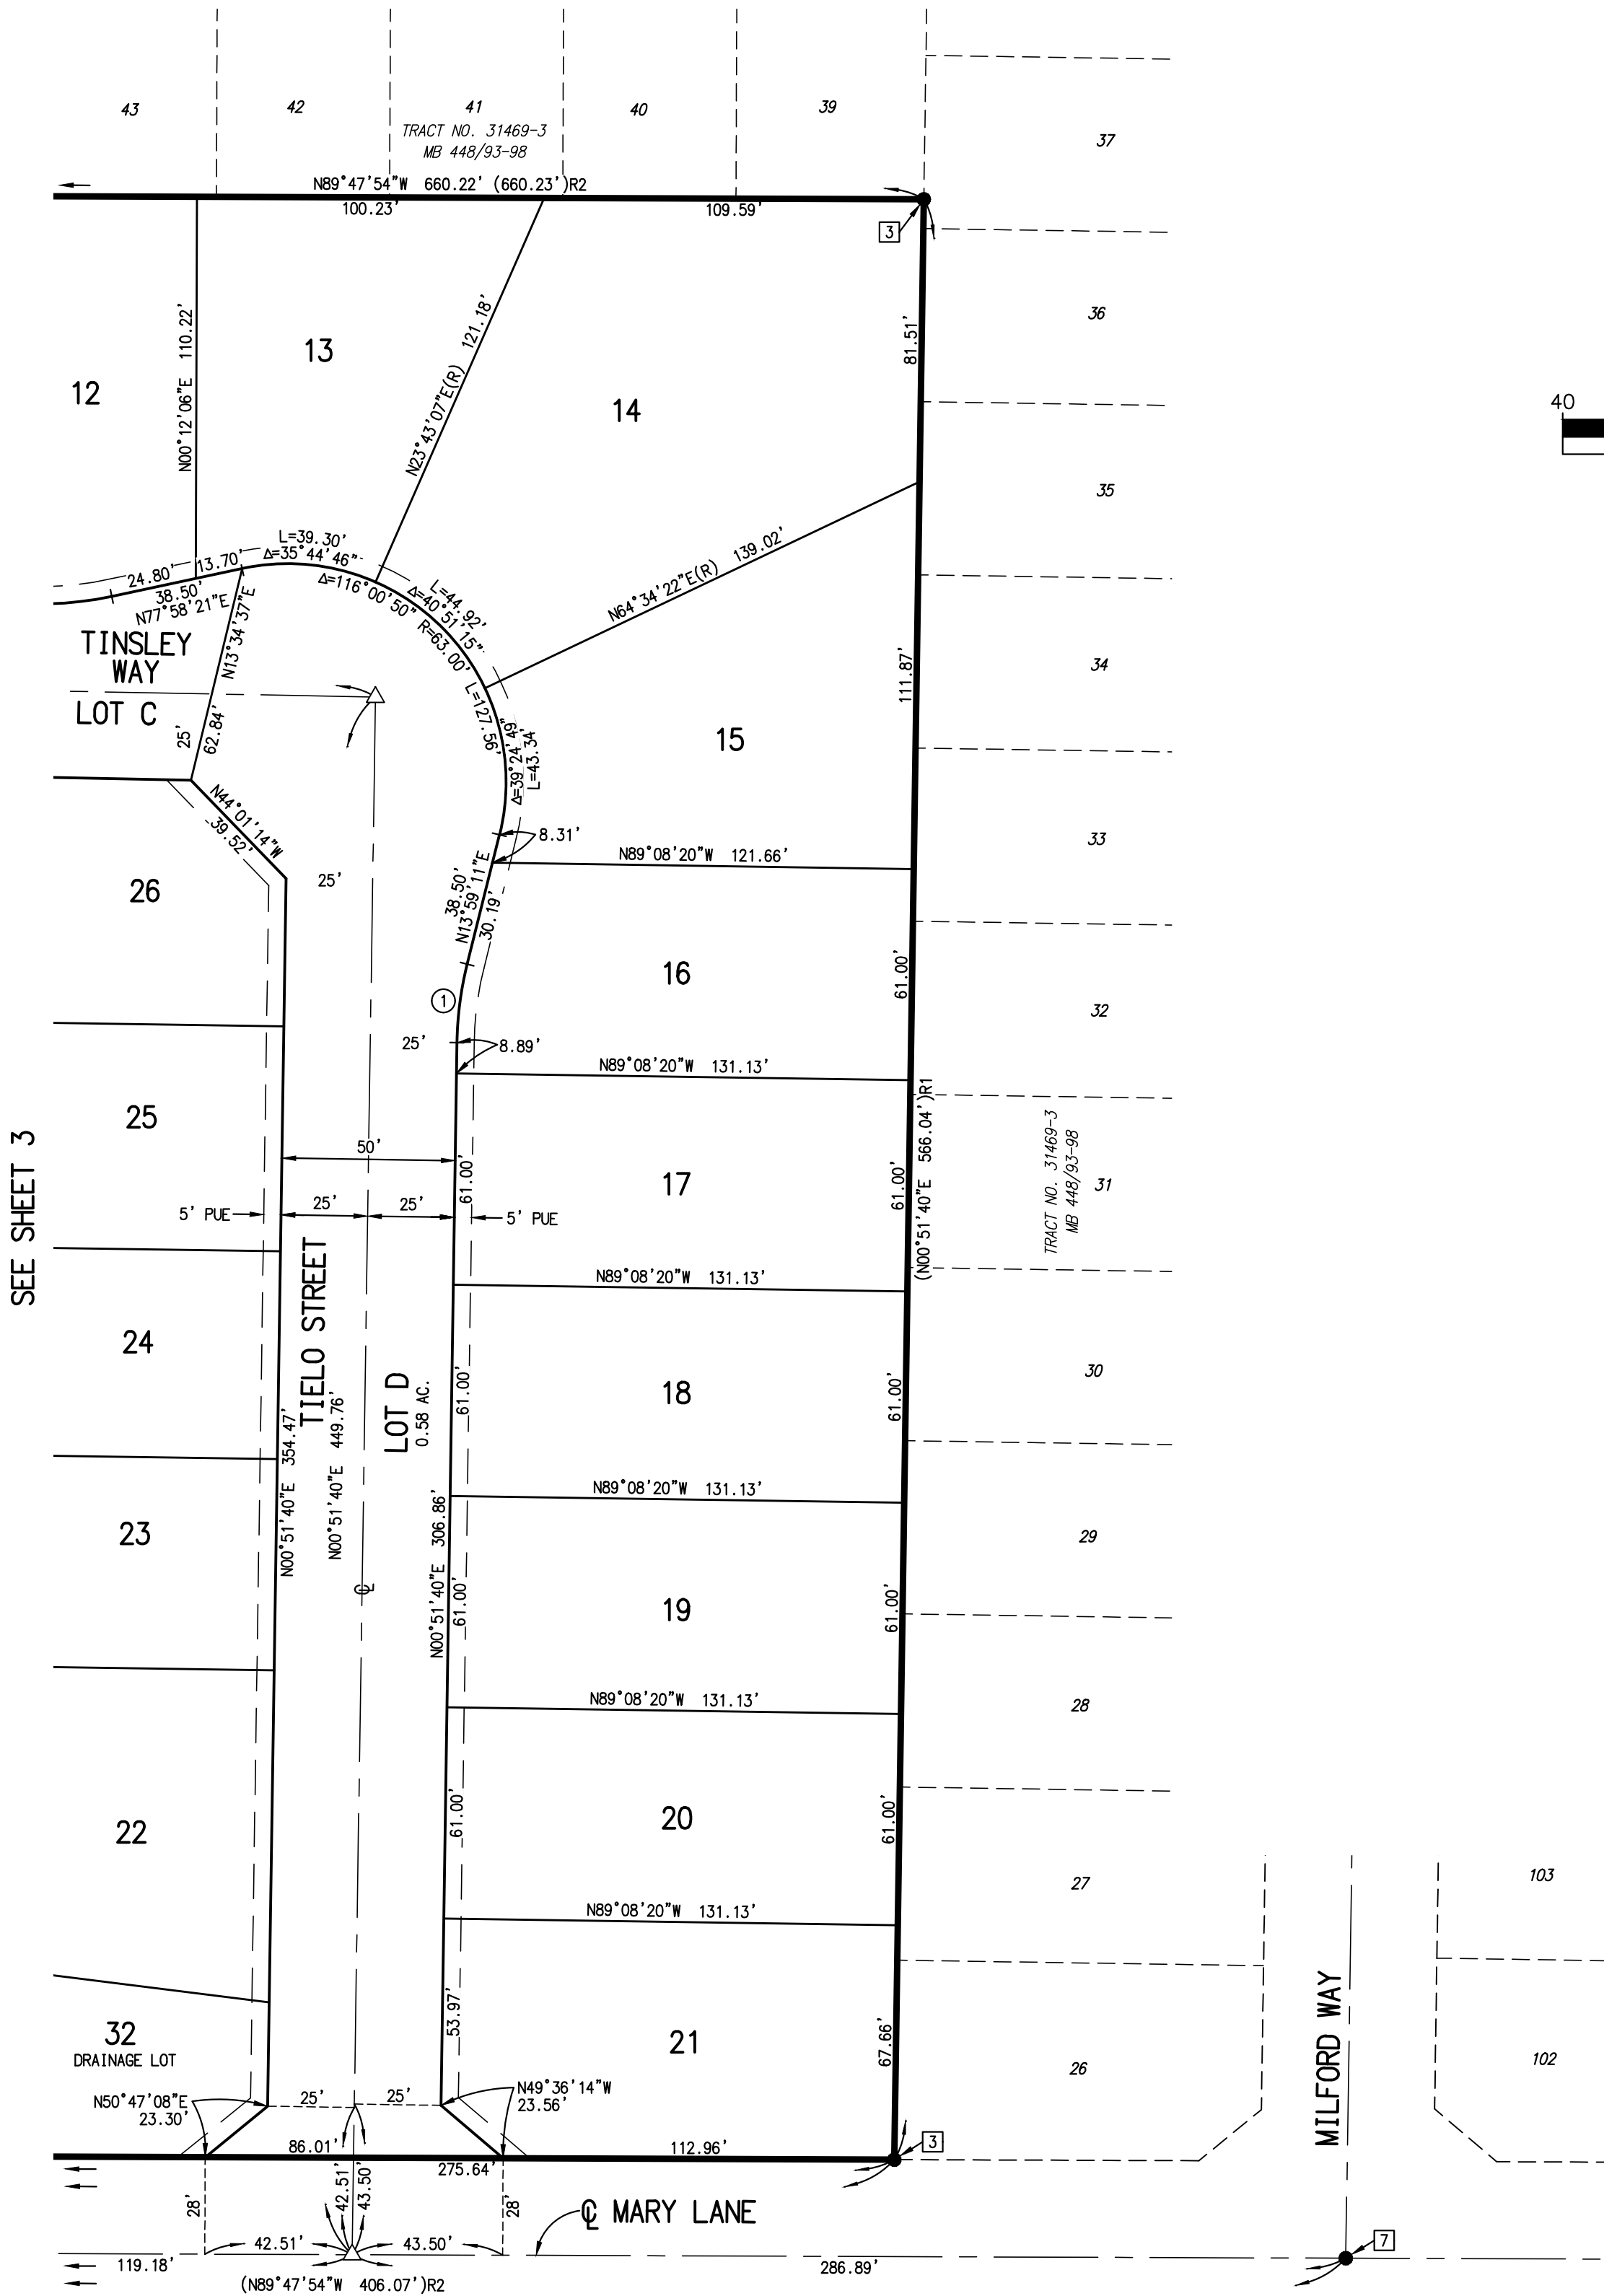 43
42
41
40
39
TRACT NO. 31469-3
MB 448/93-98
37
N89°47'54"W 660.22' (660.23')R2
100.23'
109.59'
3
36
N00°12'06"E 110.22'
13
N23°43'07"E(R) 121.18'
81.51'
12
14
40
35
L=39.30'
Δ=35°44'46"
24.80'
13.70'
Δ=116°00'50" R=63.00' L=127.56'
L=44.92'
Δ=40°51'15"
38.50'
N77°58'21"E
N13°34'37"E
62.84'
N64°34'22"E(R) 139.02'
TINSLEY
WAY
LOT C
25'
34
111.87'
15
Δ=39°24'49"
L=43.34'
N44°01'14"W
39.52'
8.31'
33
N89°08'20"W 121.66'
26
25'
38.50'
N13°59'11"E
30.19'
16
61.00'
32
1
25'
8.89'
N89°08'20"W 131.13'
(N00°51'40"E 566.04')R1
SEE SHEET 3
25
50'
61.00'
17
61.00'
TRACT NO. 31469-3
MB 448/93-98
31
5' PUE
25'
25'
5' PUE
N89°08'20"W 131.13'
24
TIELO STREET
N00°51'40"E 449.76'
LOT D
0.58 AC.
61.00'
18
61.00'
30
N00°51'40"E 354.47'
N89°08'20"W 131.13'
23
N00°51'40"E 306.86'
℄
61.00'
19
61.00'
29
N89°08'20"W 131.13'
28
22
61.00'
20
61.00'
27
103
N89°08'20"W 131.13'
32
DRAINAGE LOT
53.97'
21
67.66'
26
MILFORD WAY
102
N50°47'08"E
23.30'
25'
25'
N49°36'14"W
23.56'
86.01'
275.64'
112.96'
3
28'
42.51'
43.50'
28'
℄ MARY LANE
42.51'
43.50'
7
119.18'
286.89'
(N89°47'54"W 406.07')R2